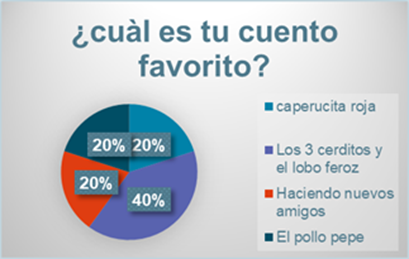 ¿cuàl es tu cuento
favorito?
caperucita roja
Los 3 cerditos y
el lobo feroz
Haciendo nuevos
amigos
El pollo pepe
20%
20%
20%
40%